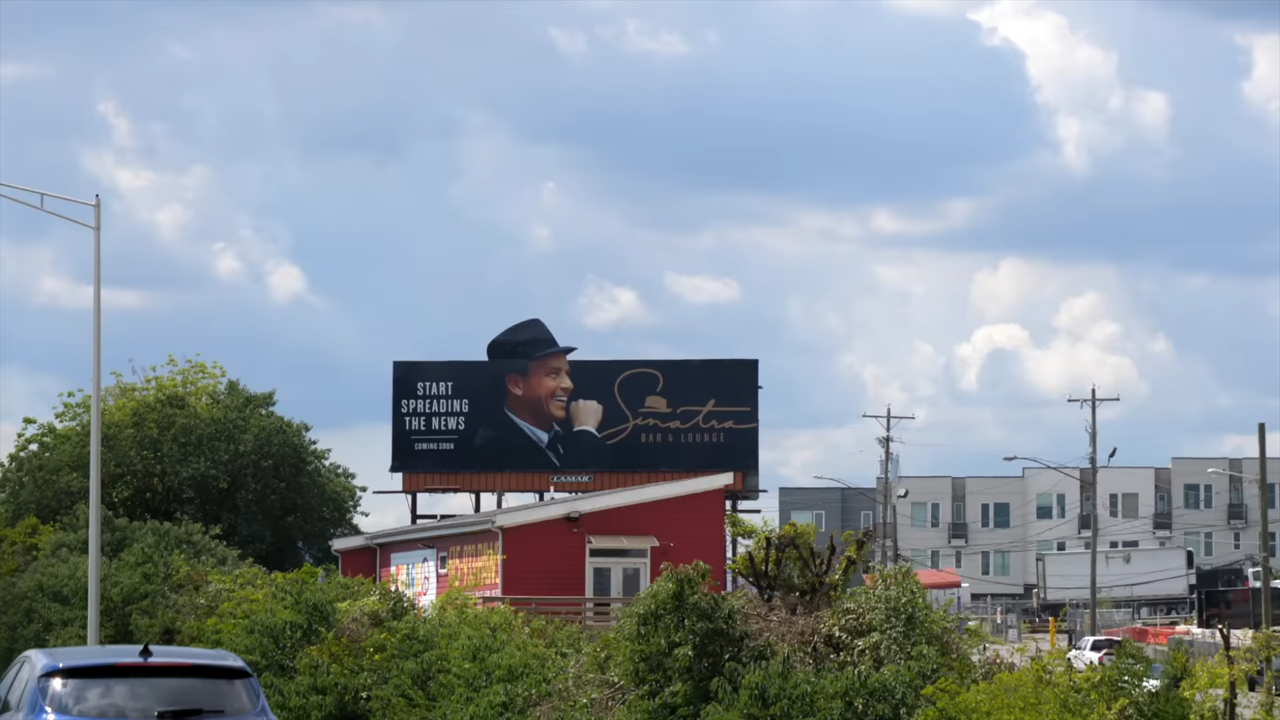 START
SPREADING
THE NEWS
COMING SOON
Sinatra
BAR & LOUNGE
LAMAR